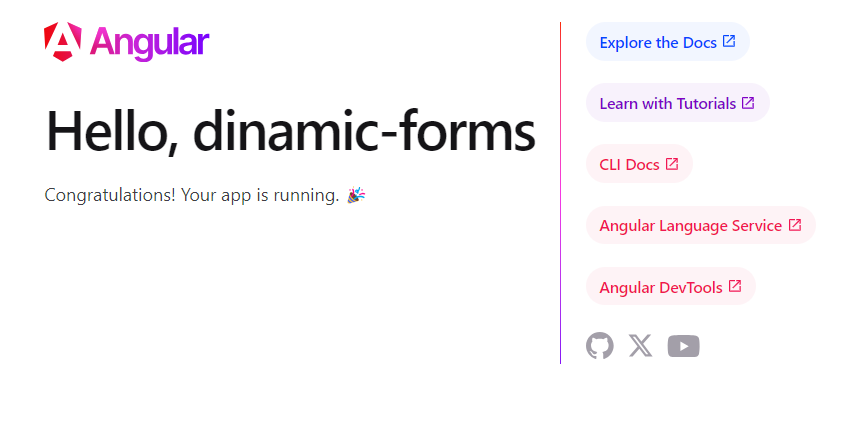 Angular
Hello, dinamic-forms
Congratulations! Your app is running. 🎉
Explore the Docs
Learn with Tutorials
CLI Docs
Angular Language Service
Angular DevTools